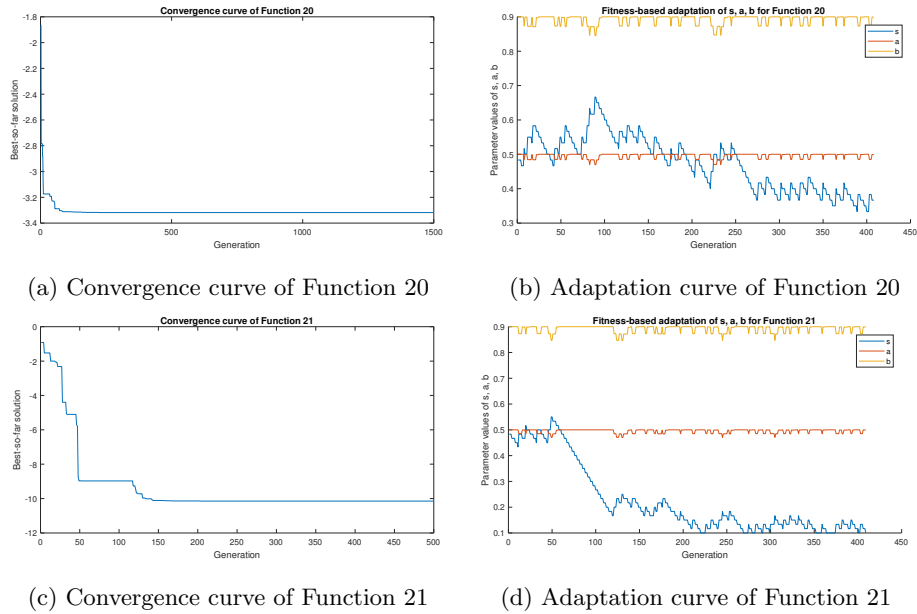 Convergence curve of Function 20
-1.8
-2
-2.2
-2.4
-2.6
-2.8
-3
-3.2
-3.4
Best-so-far solution
0 500 1000 1500
Generation
(a) Convergence curve of Function 20
Fitness-based adaptation of s, a, b for Function 20
0.9
0.8
0.7
0.6
0.5
0.4
0.3
Parameter values of s, a, b
s
a
b
0 50 100 150 200 250 300 350 400 450
Generation
(b) Adaptation curve of Function 20
Convergence curve of Function 21
0
-2
-4
-6
-8
-10
-12
Best-so-far solution
0 50 100 150 200 250 300 350 400 450 500
Generation
(c) Convergence curve of Function 21
Fitness-based adaptation of s, a, b for Function 21
0.9
0.8
0.7
0.6
0.5
0.4
0.3
0.2
0.1
Parameter values of s, a, b
s
a
b
0 50 100 150 200 250 300 350 400 450
Generation
(d) Adaptation curve of Function 21